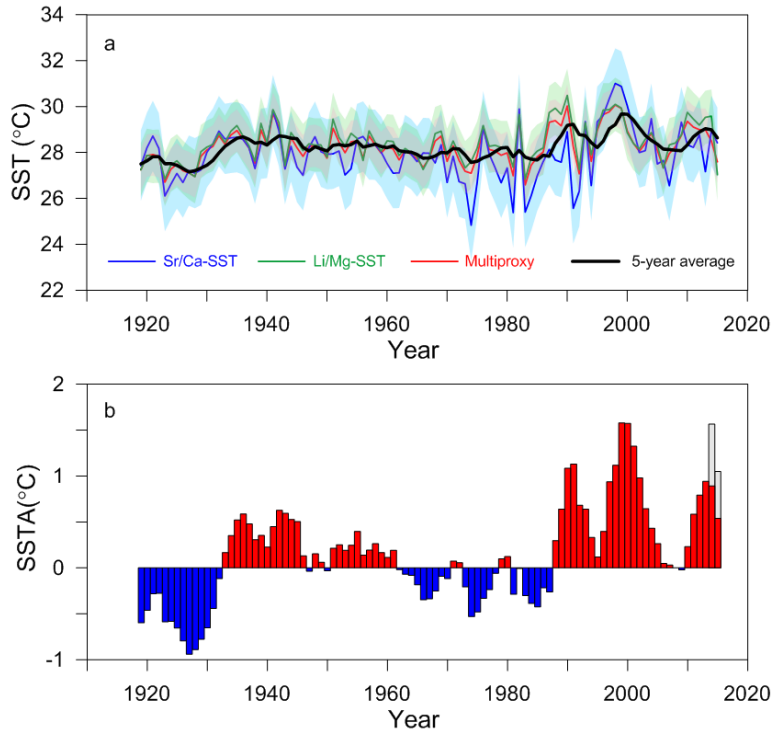 34
a
32
30
28
26
24
22
SST (°C)
Sr/Ca-SST Li/Mg-SST Multiproxy 5-year average
1920 1940 1960 1980 2000 2020
Year
2
b
1
0
-1
SSTA(°C)
1920 1940 1960 1980 2000 2020
Year